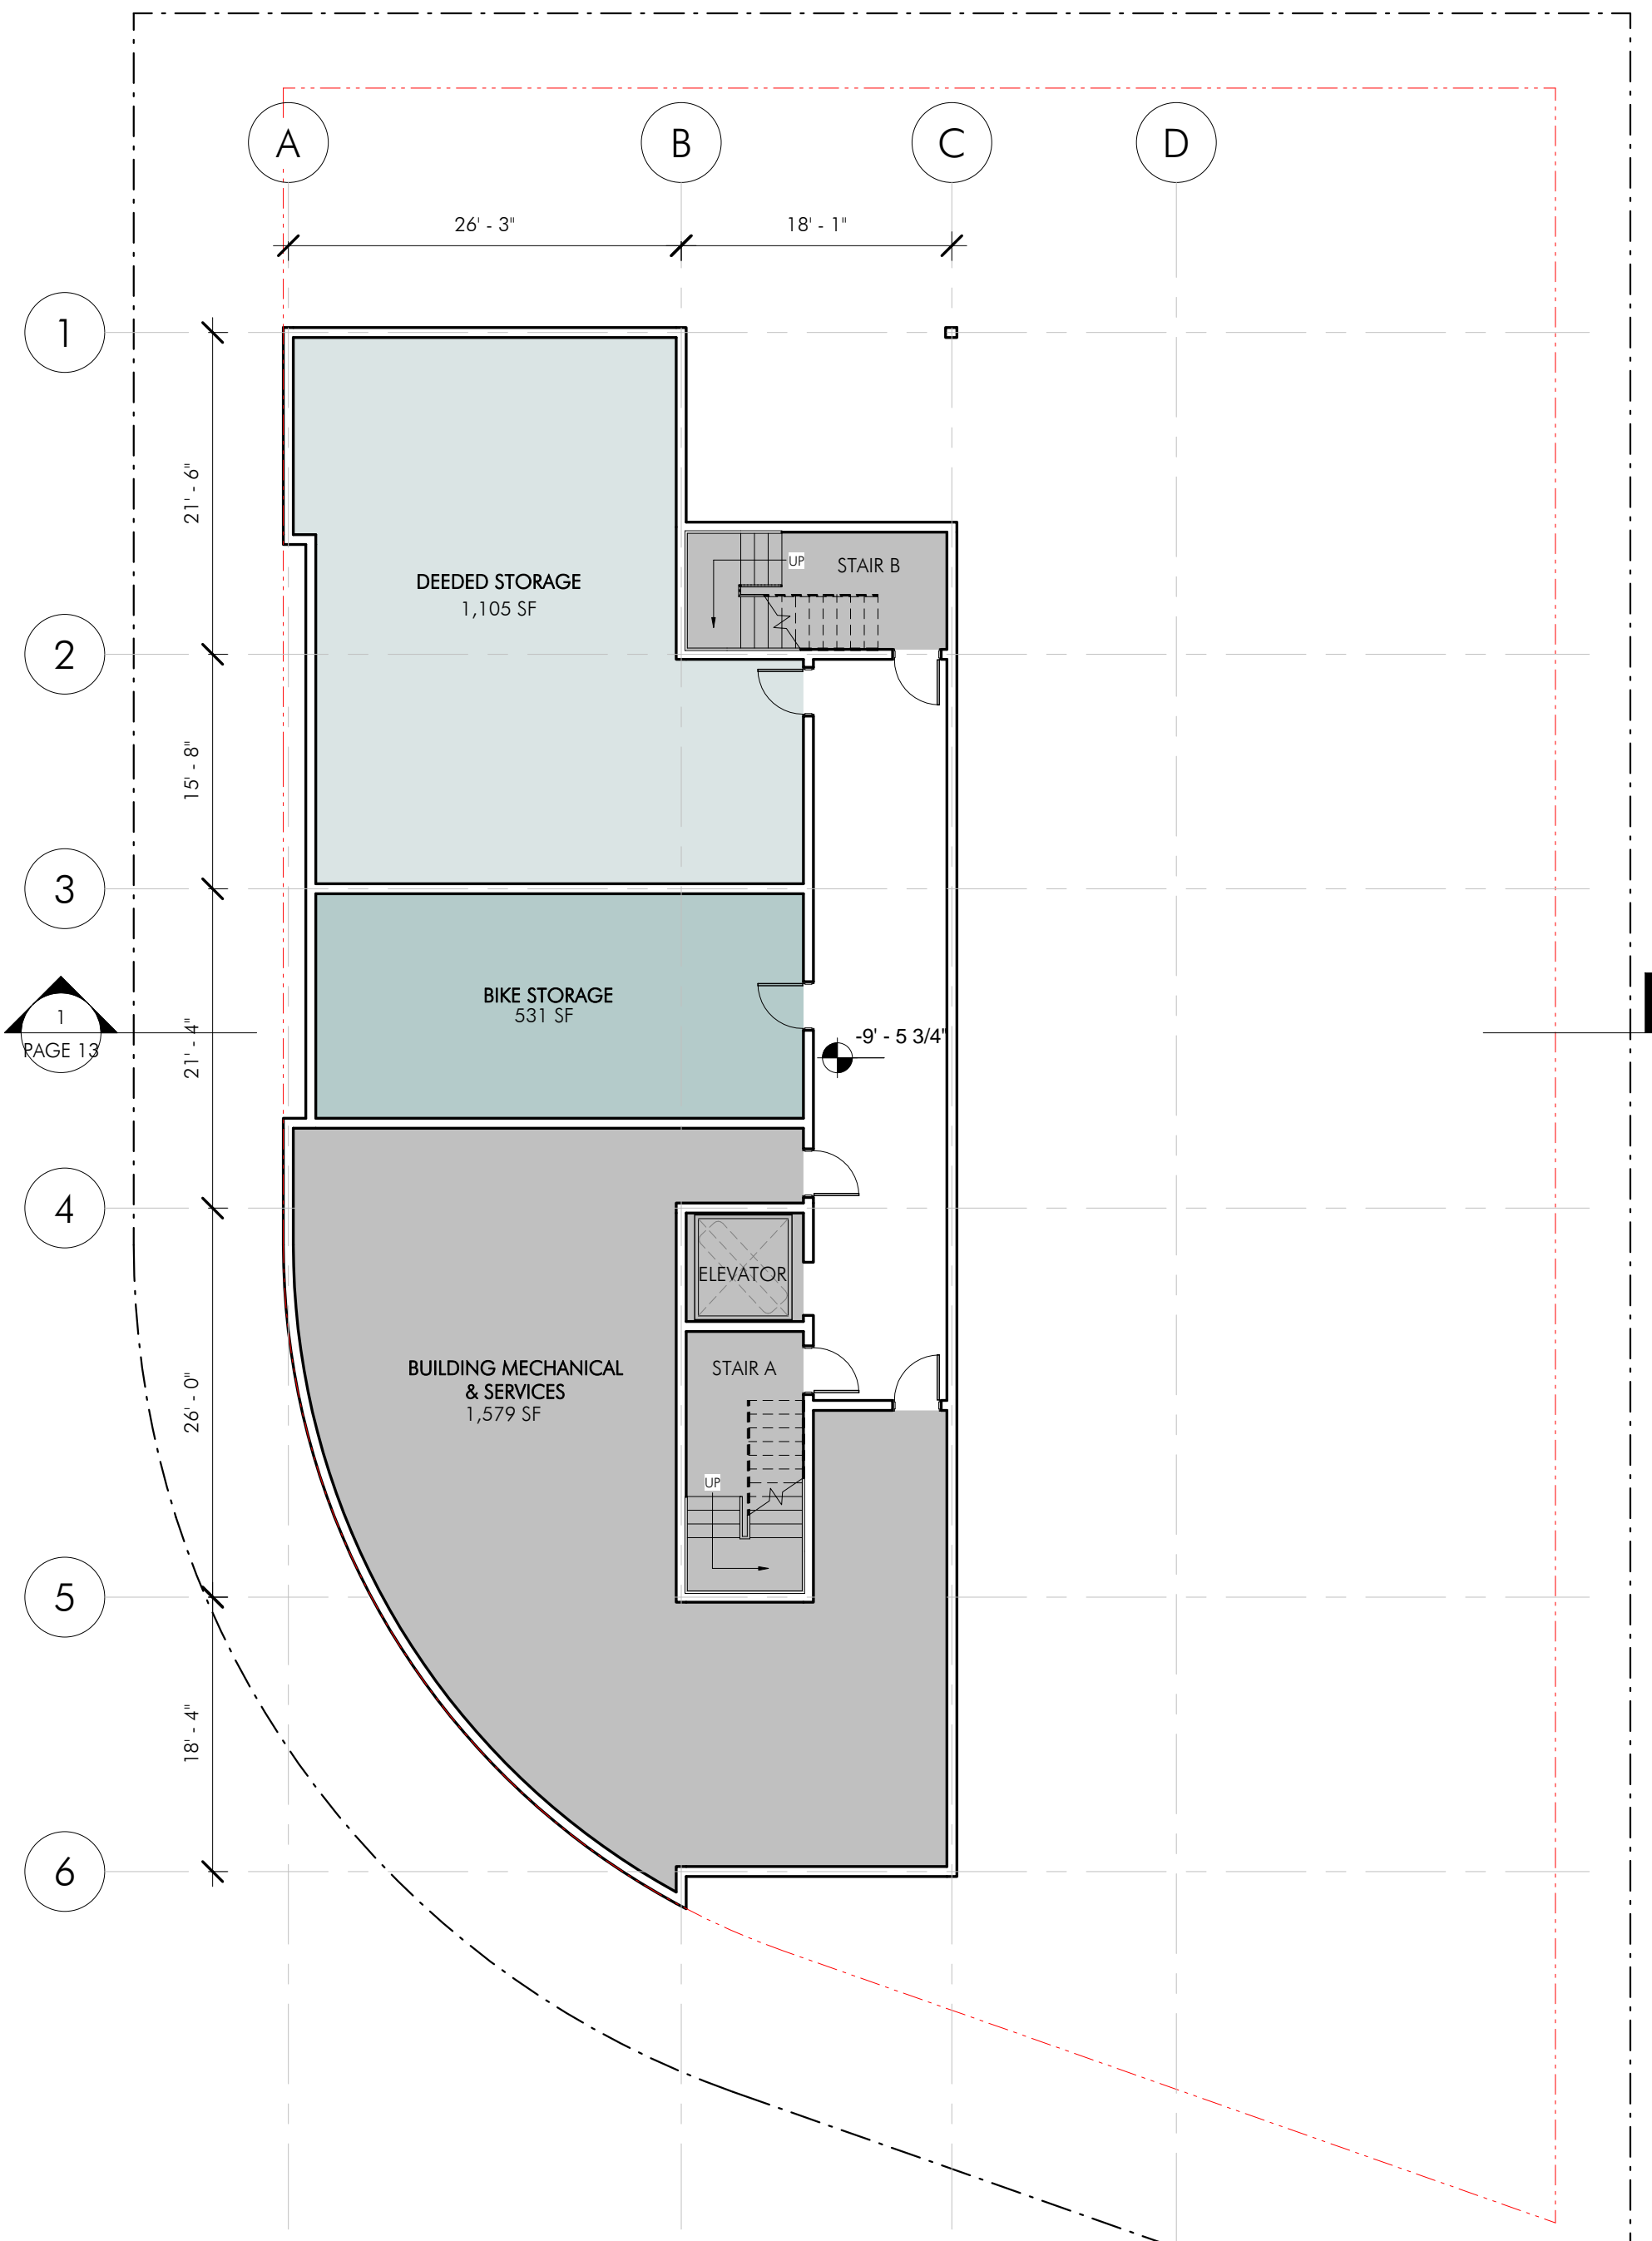 A
B
C
D
26' - 3"
18' - 1"
1
21' - 6"
UP
STAIR B
DEEDED STORAGE
1,105 SF
2
15' - 8"
3
BIKE STORAGE
531 SF
1
PAGE 13
21' - 4"
-9' - 5 3/4"
4
ELEVATOR
BUILDING MECHANICAL
& SERVICES
1,579 SF
STAIR A
26' - 0"
UP
5
18' - 4"
6